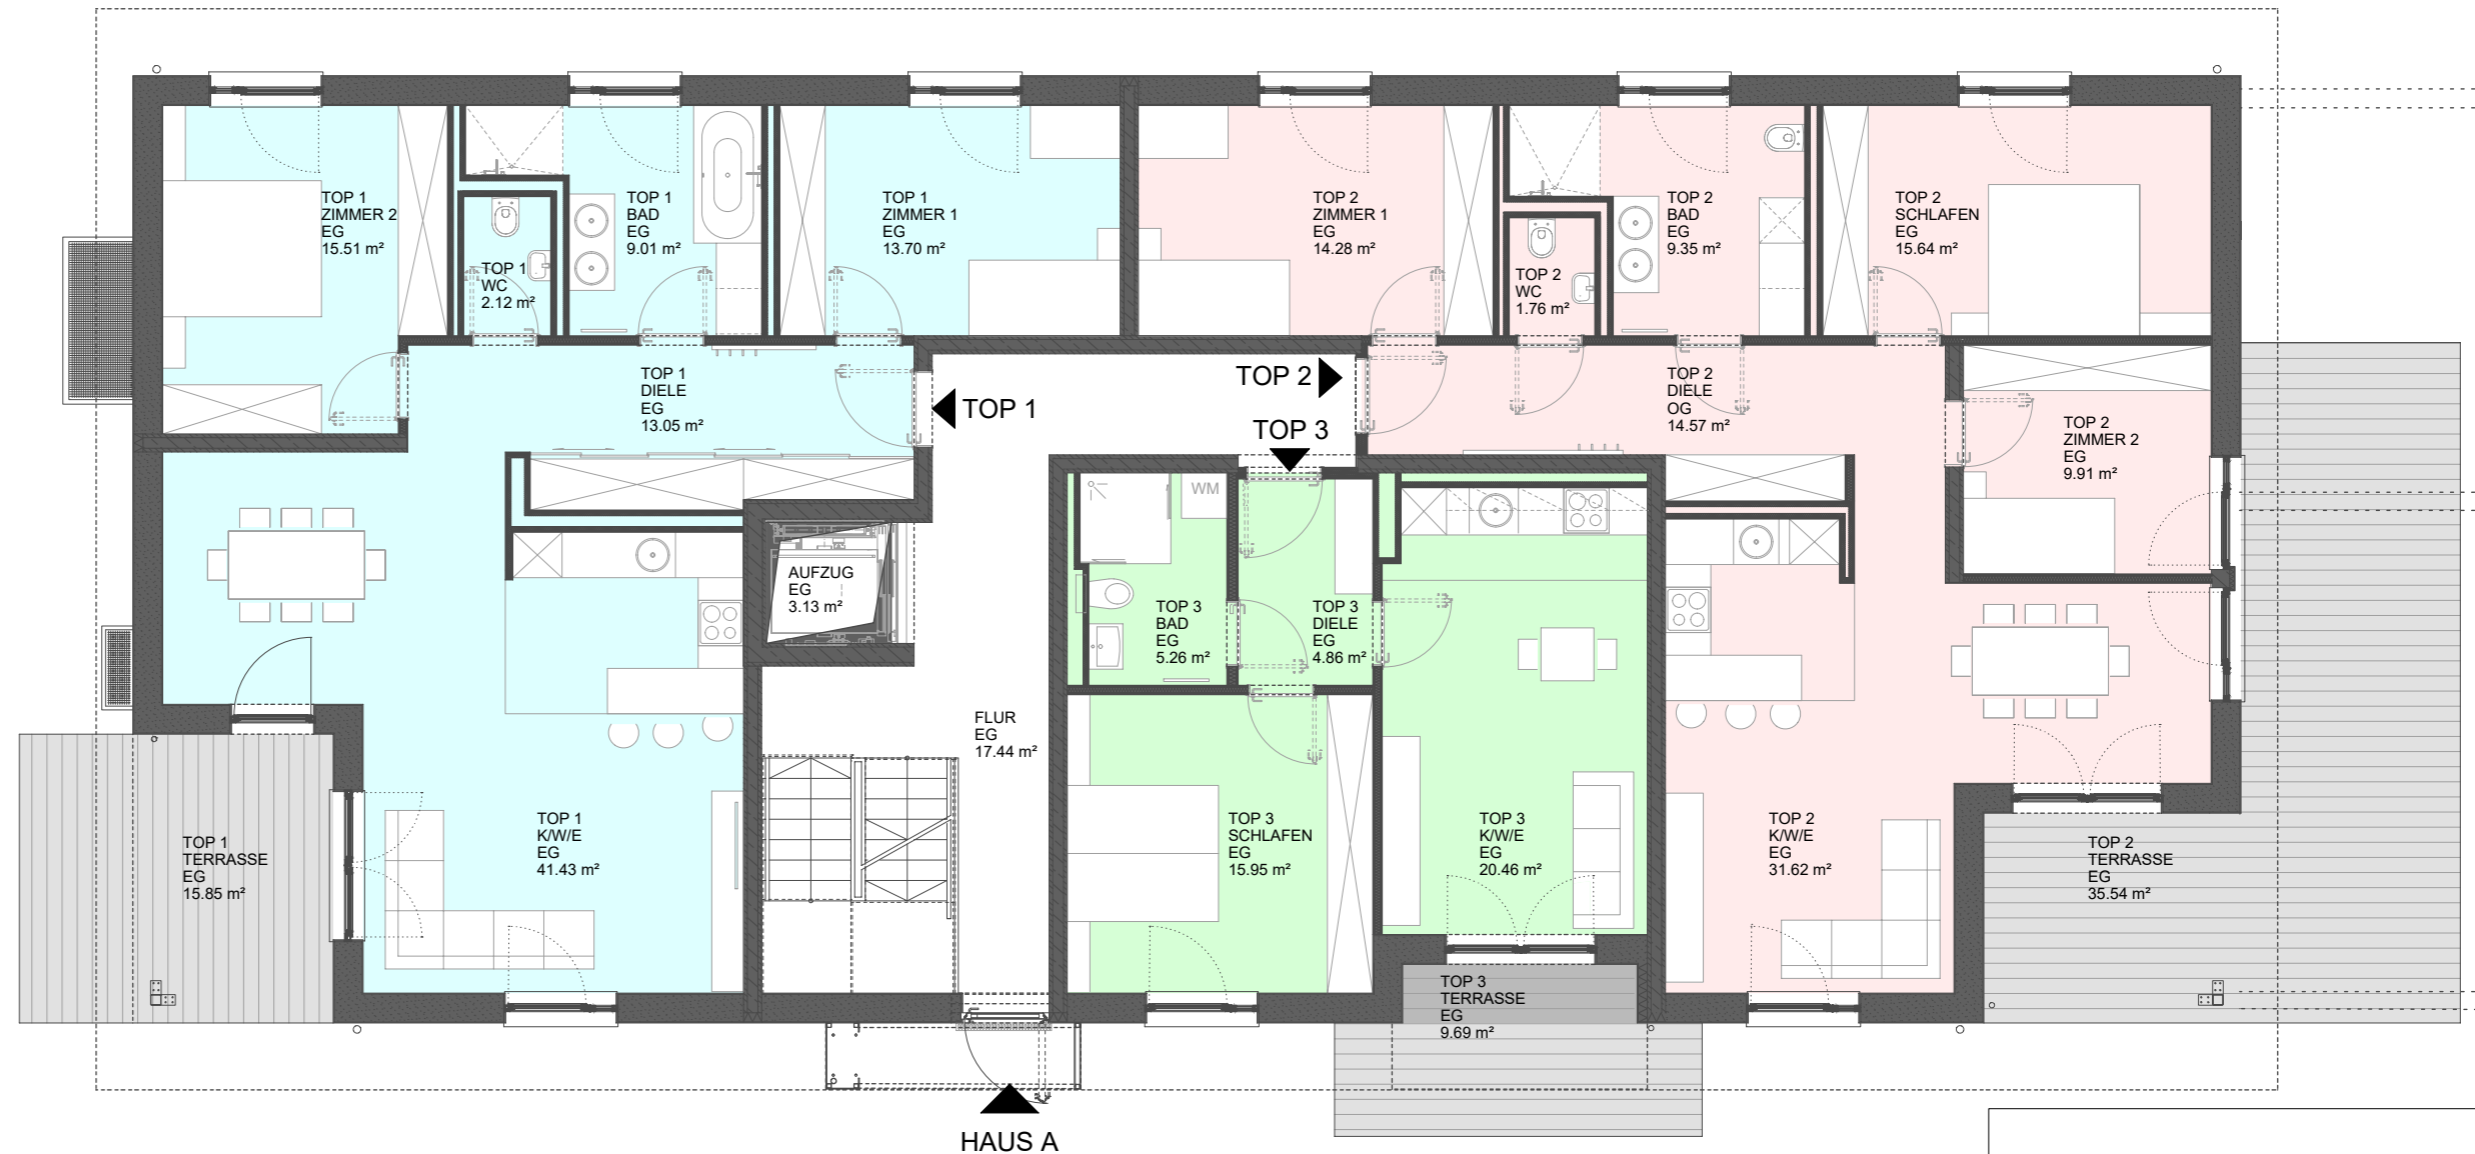 TOP 1
ZIMMER 2
EG
15.51 m²
TOP 1
WC
2.12 m²
TOP 1
BAD
EG
9.01 m²
TOP 1
ZIMMER 1
EG
13.70 m²
TOP 2
ZIMMER 1
EG
14.28 m²
TOP 2
WC
1.76 m²
TOP 2
BAD
EG
9.35 m²
TOP 2
SCHLAFEN
EG
15.64 m²
TOP 1
DIELE
EG
13.05 m²
TOP 1
TOP 2
TOP 3
TOP 2
DIELE
OG
14.57 m²
TOP 2
ZIMMER 2
EG
9.91 m²
WM
AUFZUG
EG
3.13 m²
TOP 3
BAD
EG
5.26 m²
TOP 3
DIELE
EG
4.86 m²
FLUR
EG
17.44 m²
TOP 1
TERRASSE
EG
15.85 m²
TOP 1
K/W/E
EG
41.43 m²
TOP 3
SCHLAFEN
EG
15.95 m²
TOP 3
K/W/E
EG
20.46 m²
TOP 2
K/W/E
EG
31.62 m²
TOP 2
TERRASSE
EG
35.54 m²
TOP 3
TERRASSE
EG
9.69 m²
HAUS A